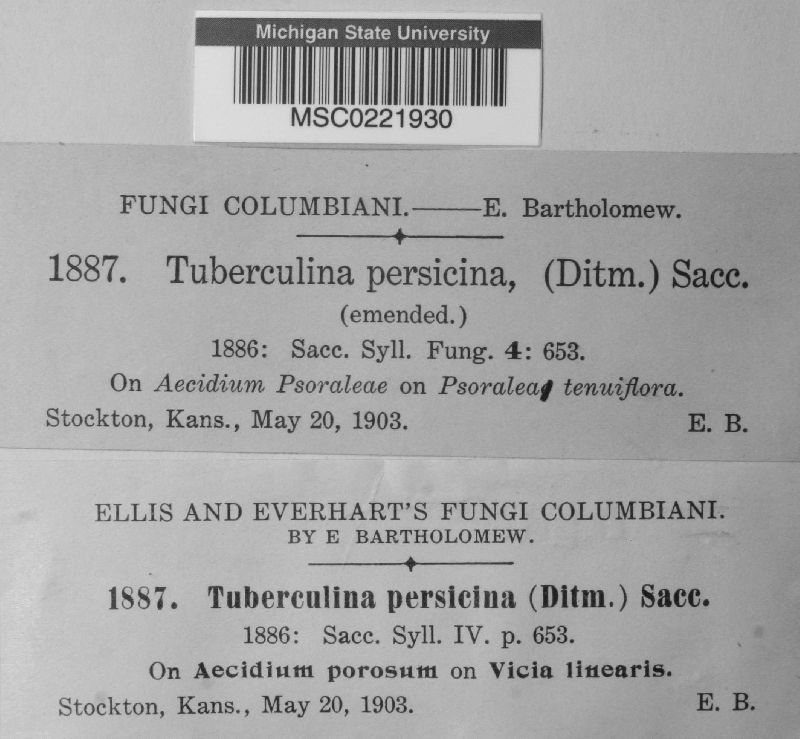 Michigan State University
MSC0221930
FUNGI COLUMBIANI.——E. Bartholomew.
1887. Tuberculina persicina, (Ditm.) Sacc.
(emended.)
1886: Sacc. Syll. Fung. 4: 653.
On Aecidium Psoraleae on Psoralea tenuiflora.
Stockton, Kans., May 20, 1903. E. B.
ELLIS AND EVERHART'S FUNGI COLUMBIANI.
BY E BARTHOLOMEW.
1887. Tuberculina persicina (Ditm.) Sacc.
1886: Sacc. Syll. IV. p. 653.
On Aecidium porosum on Vicia linearis.
Stockton, Kans., May 20, 1903. E. B.